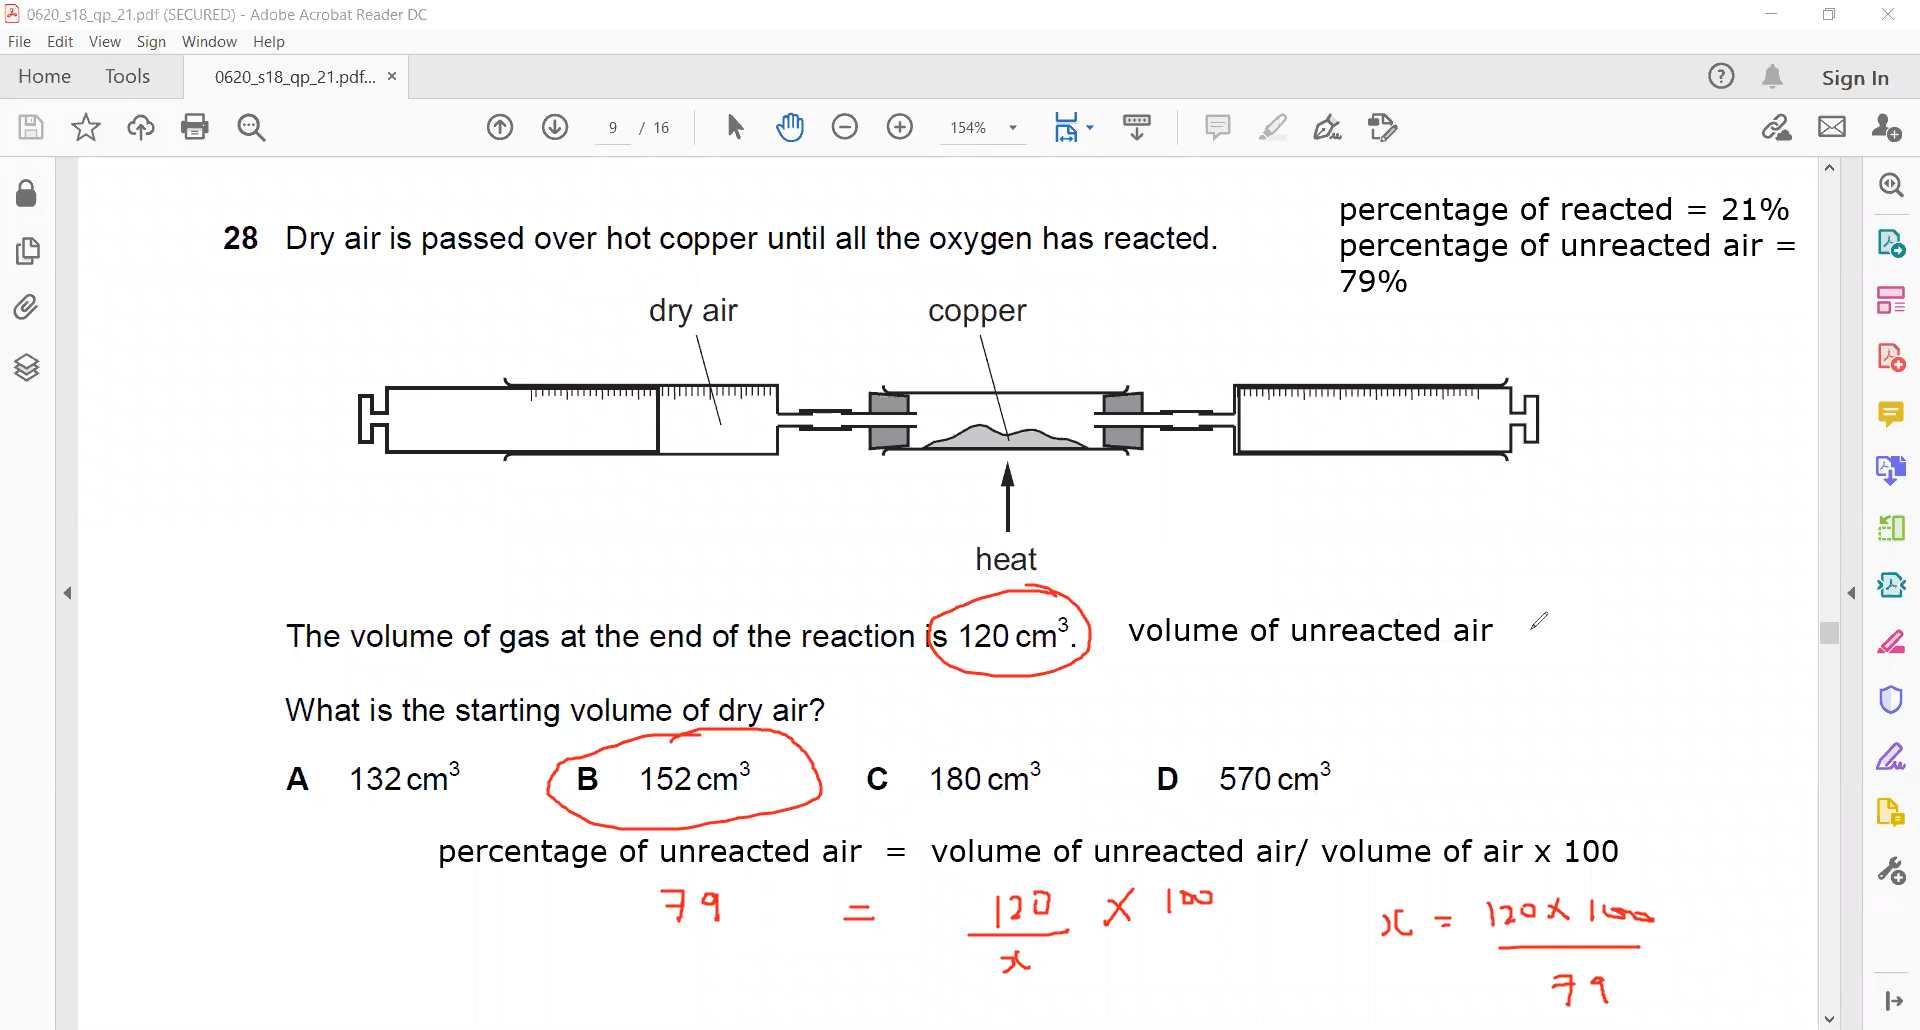 0620_s18_qp_21.pdf (SECURED) - Adobe Acrobat Reader DC
File Edit View Sign Window Help
Home Tools 0620_s18_qp_21.pdf... × Sign In
9 / 16 154%
percentage of reacted = 21%
percentage of unreacted air =
79%
28 Dry air is passed over hot copper until all the oxygen has reacted.
dry air copper
heat
The volume of gas at the end of the reaction is 120 cm³. volume of unreacted air
What is the starting volume of dry air?
A 132 cm³ B 152 cm³ C 180 cm³ D 570 cm³
percentage of unreacted air = volume of unreacted air/ volume of air x 100
79 = 120 × 100 x = 120 × 100
x 79